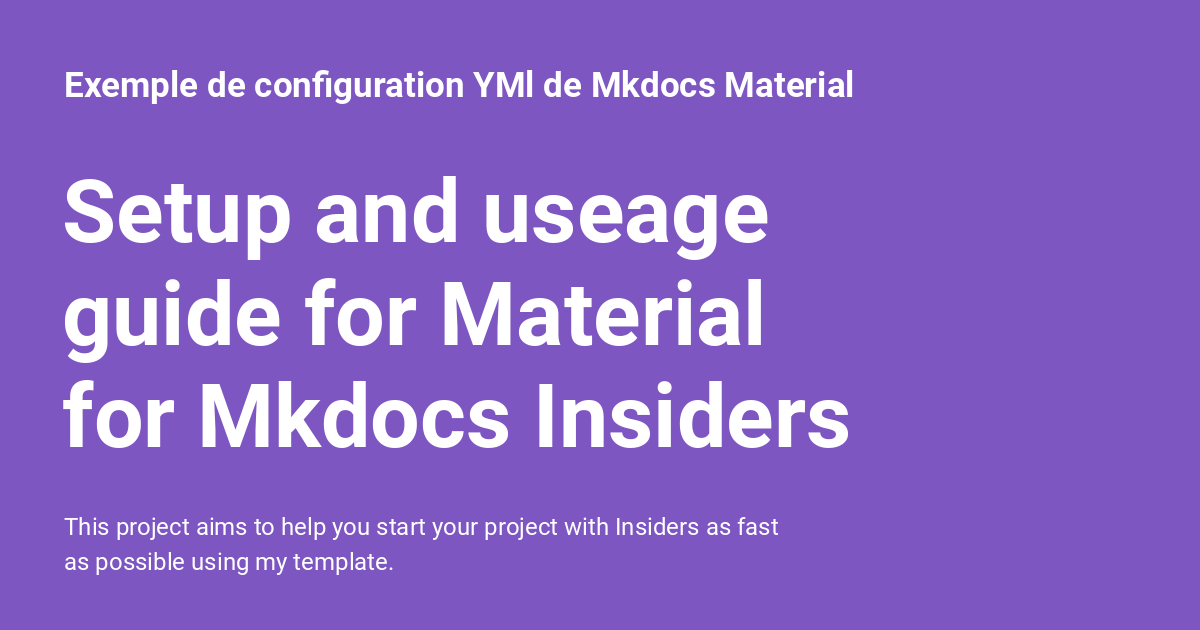 Exemple de configuration YMl de Mkdocs Material
Setup and useage
guide for Material
for Mkdocs Insiders
This project aims to help you start your project with Insiders as fast
as possible using my template.